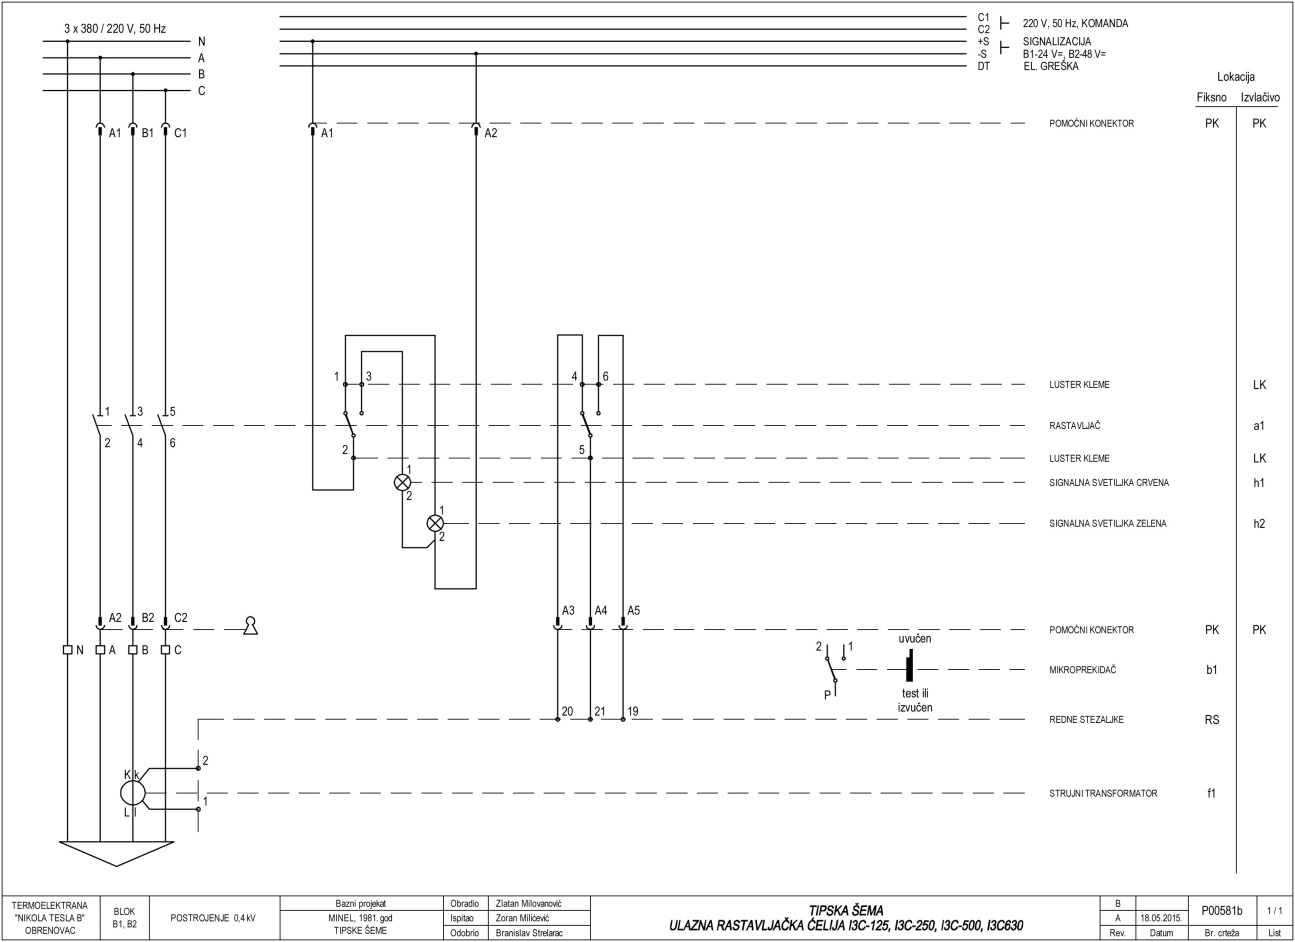 3 x 380 / 220 V, 50 Hz
N
A
B
C
C1
C2
220 V, 50 Hz, KOMANDA
+S
-S
SIGNALIZACIJA
B1-24 V=, B2-48 V=
DT
EL. GREŠKA
Lokacija
Fiksno
Izvlačivo
A1
B1
C1
A1
A2
POMOĆNI KONEKTOR
PK
PK
1
3
4
6
LUSTER KLEME
LK
1
3
5
2
4
6
RASTAVLJAČ
a1
2
5
LUSTER KLEME
LK
1
2
SIGNALNA SVETILJKA CRVENA
h1
1
2
SIGNALNA SVETILJKA ZELENA
h2
A2
B2
C2
A3
A4
A5
POMOĆNI KONEKTOR
PK
PK
N
A
B
C
2
1
P
uvučen
test ili
izvučen
MIKROPREKIDAČ
b1
20
21
19
REDNE STEZALJKE
RS
2
K k
L l
1
STRUJNI TRANSFORMATOR
f1
TERMOELEKTRANA
"NIKOLA TESLA B"
OBRENOVAC
BLOK
B1, B2
POSTROJENJE 0,4 kV
Bazni projekat
MINEL, 1981. god
TIPSKE ŠEME
Obradio
Zlatan Milovanović
Ispitao
Zoran Milićević
Odobrio
Branislav Strelarac
TIPSKA ŠEMA
ULAZNA RASTAVLJAČKA ĆELIJA I3C-125, I3C-250, I3C-500, I3C630
B
A
18.05.2015.
Rev.
Datum
P00581b
Br. crteža
1 / 1
List